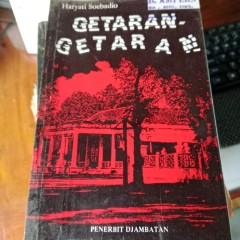 Haryati Soebadio
GETARAN-
GETARAN
PENERBIT DJAMBATAN